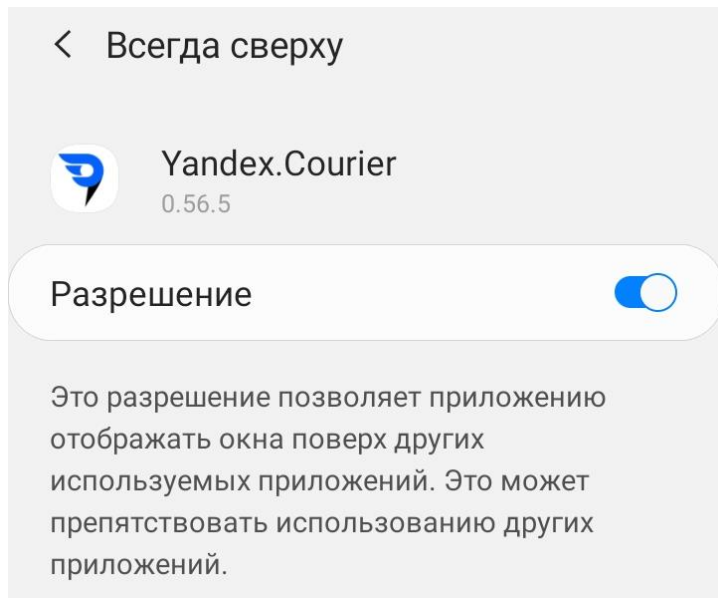 Всегда сверху
Yandex.Courier
0.56.5
Разрешение
Это разрешение позволяет приложению
отображать окна поверх других
используемых приложений. Это может
препятствовать использованию других
приложений.